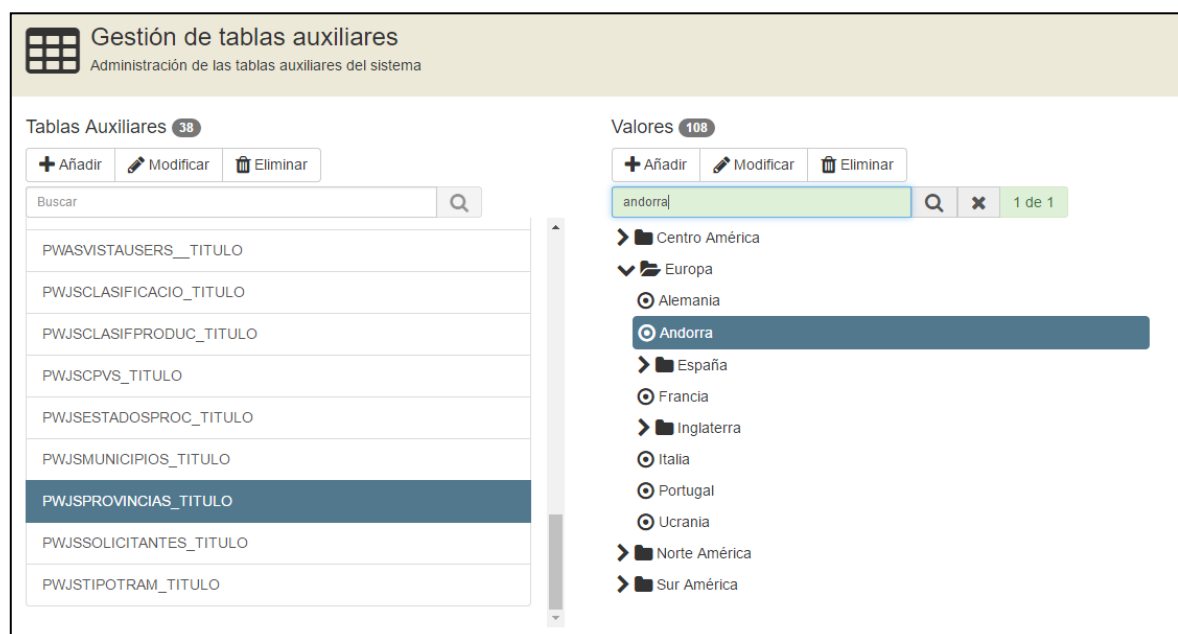 Gestión de tablas auxiliares
Administración de las tablas auxiliares del sistema
Tablas Auxiliares 38
Añadir Modificar Eliminar
Buscar
PWASVISTAUSERS__TITULO
PWJSCLASIFICACIO_TITULO
PWJSCLASIFPRODUC_TITULO
PWJSCPVS_TITULO
PWJSESTADOSPROC_TITULO
PWJSMUNICIPIOS_TITULO
PWJSPROVINCIAS_TITULO
PWJSSOLICITANTES_TITULO
PWJSTIPOTRAM_TITULO
Valores 108
Añadir Modificar Eliminar
andorra 1 de 1
Centro América
Europa
Alemania
Andorra
España
Francia
Inglaterra
Italia
Portugal
Ucrania
Norte América
Sur América